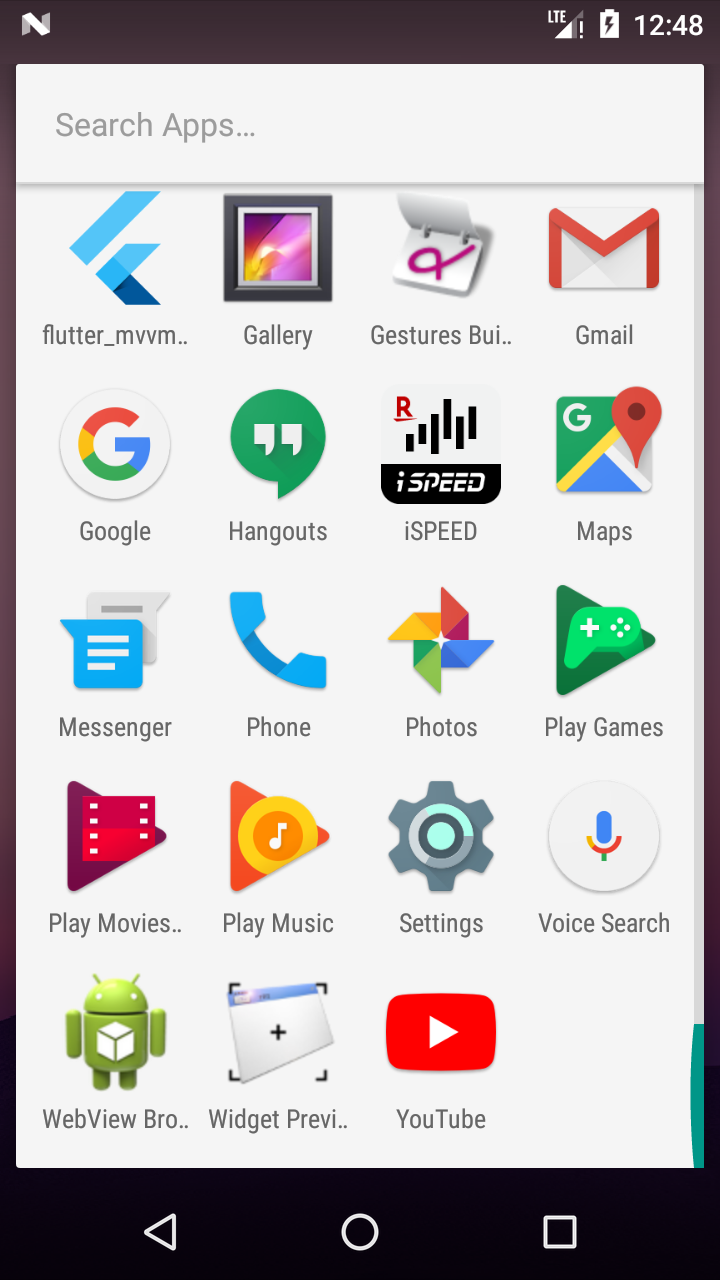 LTE 12:48
Search Apps…
flutter_mvvm.. Gallery Gestures Bui.. Gmail
G G R
iSPEED
Google Hangouts iSPEED Maps
Messenger Phone Photos Play Games
Play Movies.. Play Music Settings Voice Search
WebView Bro.. Widget Previ.. YouTube